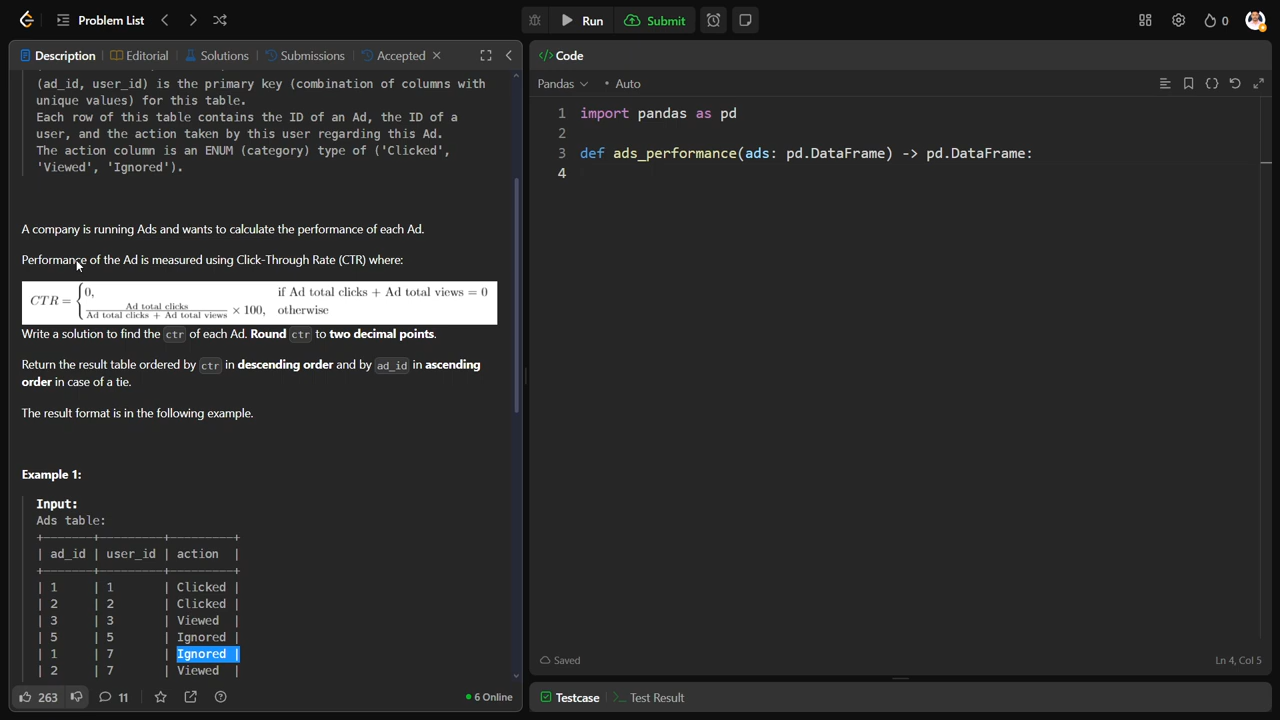 Problem List
Run
Submit
0
Description
Editorial
Solutions
Submissions
Accepted
(ad_id, user_id) is the primary key (combination of columns with
unique values) for this table.
Each row of this table contains the ID of an Ad, the ID of a
user, and the action taken by this user regarding this Ad.
The action column is an ENUM (category) type of ('Clicked',
'Viewed', 'Ignored').
A company is running Ads and wants to calculate the performance of each Ad.
Performance of the Ad is measured using Click-Through Rate (CTR) where:
CTR = { 0, if Ad total clicks + Ad total views = 0
Ad total clicks / Ad total clicks + Ad total views × 100, otherwise
Write a solution to find the ctr of each Ad. Round ctr to two decimal points.
Return the result table ordered by ctr in descending order and by ad_id in ascending
order in case of a tie.
The result format is in the following example.
Example 1:
Input:
Ads table:
+-------+---------+---------+
| ad_id | user_id | action |
+-------+---------+---------+
| 1 | 1 | Clicked |
| 2 | 2 | Clicked |
| 3 | 3 | Viewed |
| 5 | 5 | Ignored |
| 1 | 7 | Ignored |
| 2 | 7 | Viewed |
263
11
6 Online
</> Code
Pandas
Auto
1 import pandas as pd
2
3 def ads_performance(ads: pd.DataFrame) -> pd.DataFrame:
4
Saved
Ln 4, Col 5
Testcase
>_ Test Result